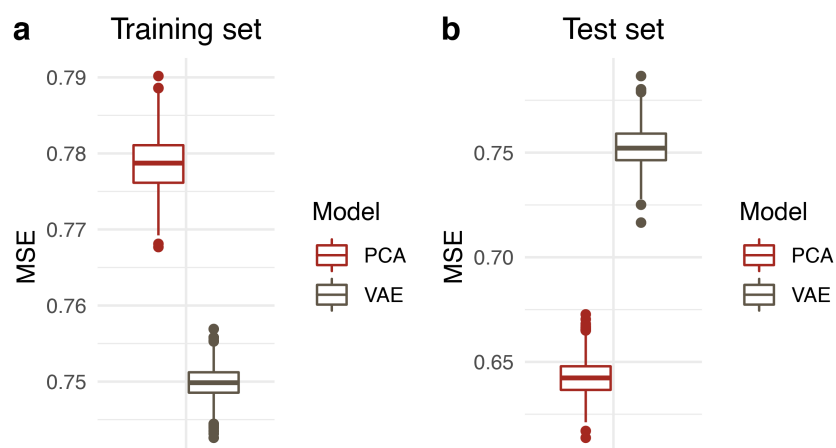 a Training set
0.79
0.78
0.77
0.76
0.75
MSE
Model
PCA
VAE
b Test set
0.75
0.70
0.65
MSE
Model
PCA
VAE